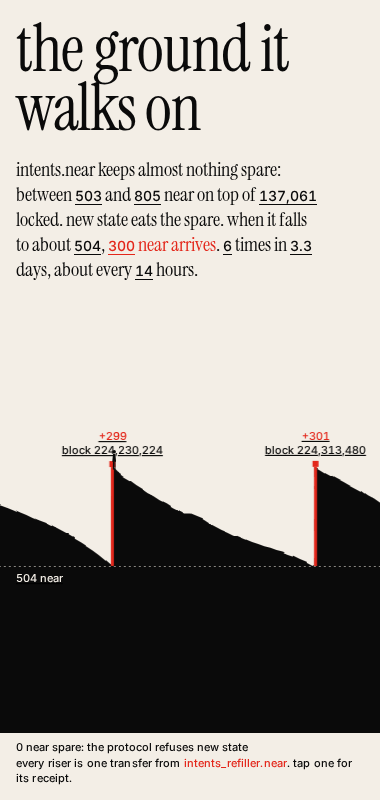 the ground it
walks on
intents.near keeps almost nothing spare:
between 503 and 805 near on top of 137,061
locked. new state eats the spare. when it falls
to about 504, 300 near arrives. 6 times in 3.3
days, about every 14 hours.
+299
block 224,230,224
+301
block 224,313,480
504 near
0 near spare: the protocol refuses new state
every riser is one transfer from intents_refiller.near. tap one for
its receipt.